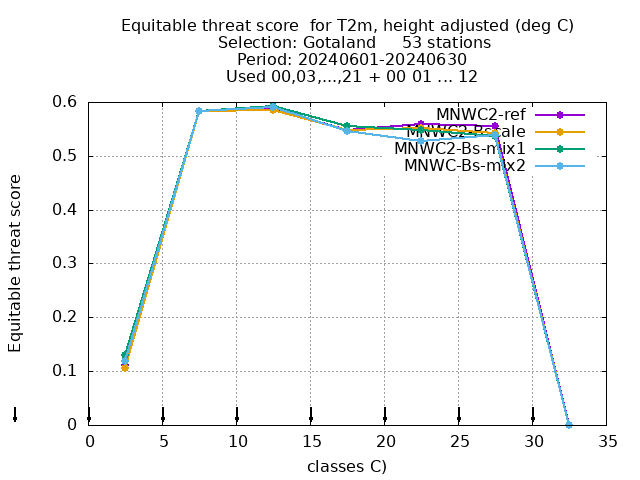 Equitable threat score  for T2m, height adjusted (deg C)
Selection: Gotaland     53 stations
Period: 20240601-20240630
Used 00,03,...,21 + 00 01 ... 12
MNWC2-ref
MNWC2-Bscale
MNWC2-Bs-mix1
MNWC-Bs-mix2
Equitable threat score
0.6
0.5
0.4
0.3
0.2
0.1
0
0 5 10 15 20 25 30 35
classes C)